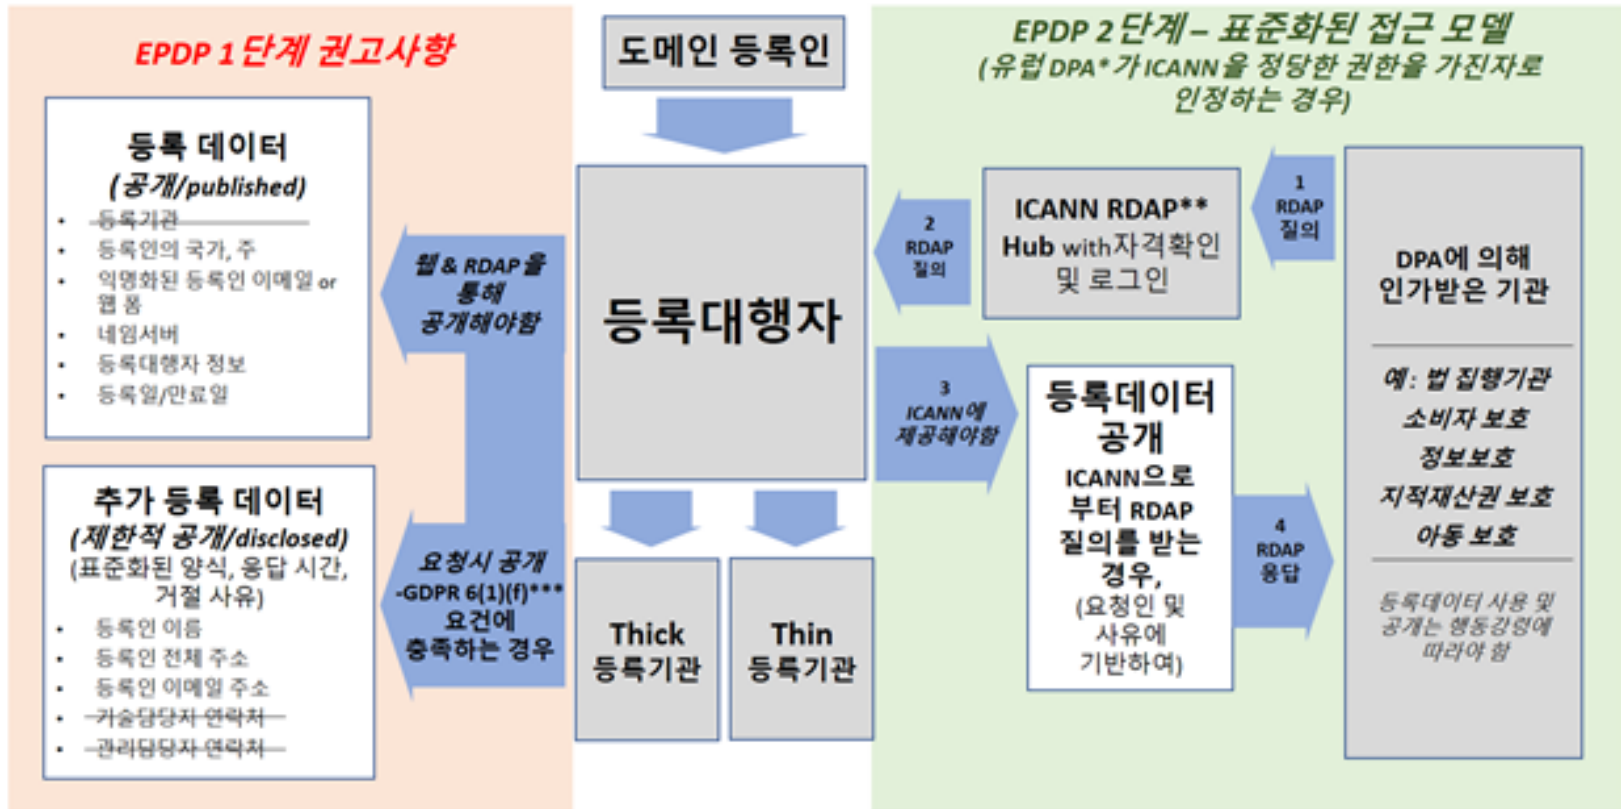 EPDP 1단계 권고사항
등록 데이터
(공개/published)
• 등록기관
• 등록인의 국가, 주
• 익명화된 등록인 이메일 or
웹 폼
• 네임서버
• 등록대행자 정보
• 등록일/만료일
추가 등록 데이터
(제한적 공개/disclosed)
(표준화된 양식, 응답 시간,
거절 사유)
• 등록인 이름
• 등록인 전체 주소
• 등록인 이메일 주소
• 기술담당자 연락처
• 관리담당자 연락처
웹 & RDAP을
통해
공개해야함
요청시 공개
-GDPR 6(1)(f)***
요건에
충족하는 경우
도메인 등록인
등록대행자
Thick
등록기관
Thin
등록기관
EPDP 2단계 – 표준화된 접근 모델
(유럽 DPA*가 ICANN을 정당한 권한을 가진자로
인정하는 경우)
1
RDAP
질의
ICANN RDAP**
Hub with자격확인
및 로그인
2
RDAP
질의
3
ICANN에
제공해야함
등록데이터
공개
ICANN으로
부터 RDAP
질의를 받는
경우,
(요청인 및
사유에
기반하여)
4
RDAP
응답
DPA에 의해
인가받은 기관
예: 법 집행기관
소비자 보호
정보보호
지적재산권 보호
아동 보호
등록데이터 사용 및
공개는 행동강령에
따라야 함